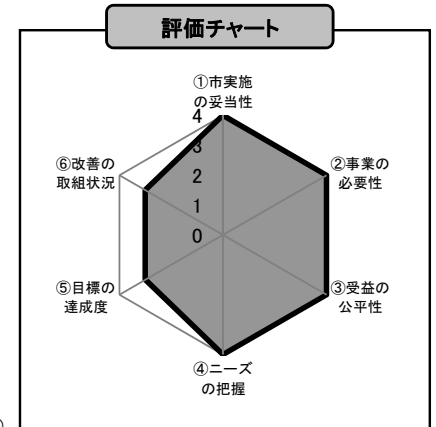 評価チャート
①市実施
の妥当性
4
3
2
1
0
②事業の
必要性
③受益の
公平性
④ニーズ
の把握
⑤目標の
達成度
⑥改善の
取組状況